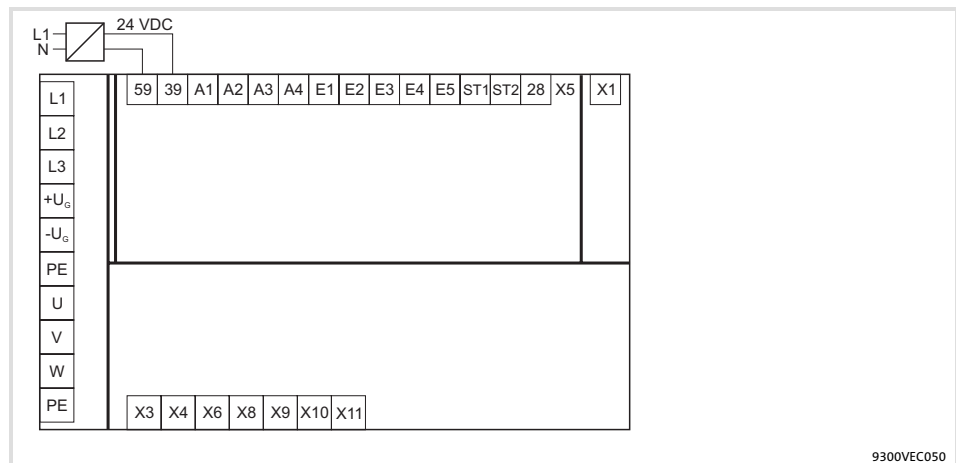 24 VDC
L1
N
59 39 A1 A2 A3 A4 E1 E2 E3 E4 E5 ST1 ST2 28 X5 X1
L1
L2
L3
+UG
-UG
PE
U
V
W
PE
X3 X4 X6 X8 X9 X10 X11
9300VEC050